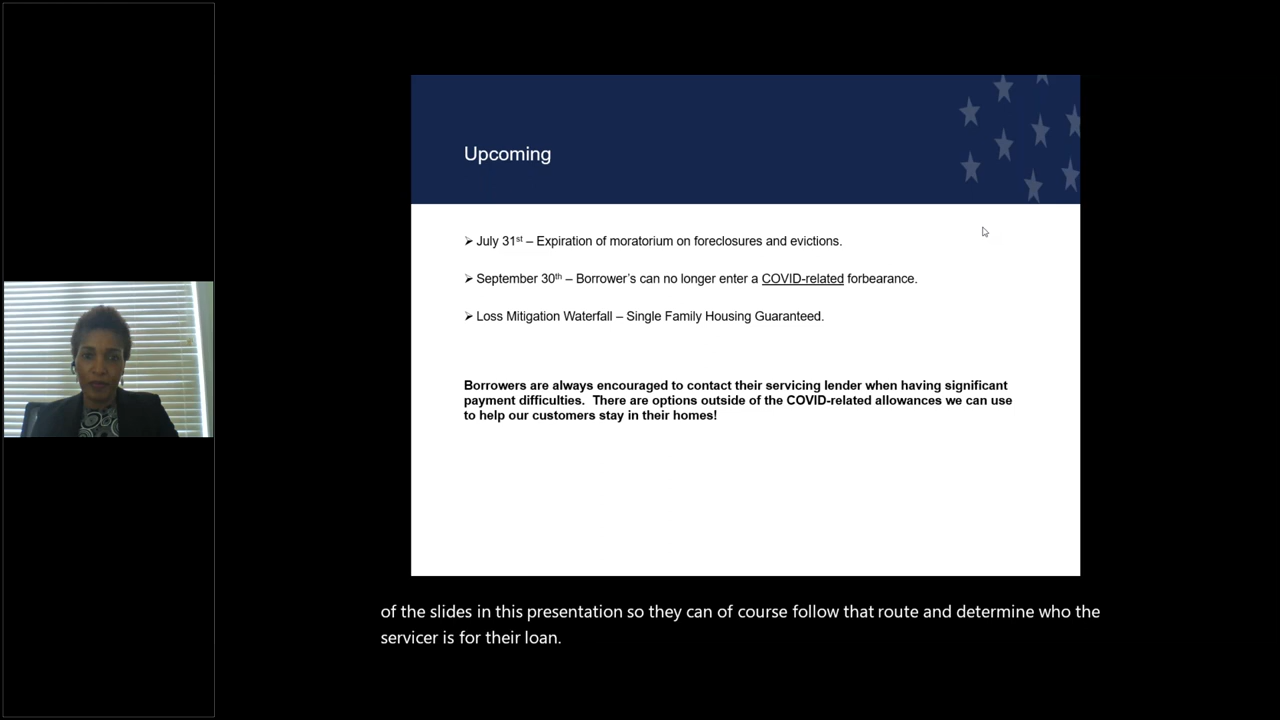 Upcoming
➢ July 31st – Expiration of moratorium on foreclosures and evictions.
➢ September 30th – Borrower's can no longer enter a COVID-related forbearance.
➢ Loss Mitigation Waterfall – Single Family Housing Guaranteed.
Borrowers are always encouraged to contact their servicing lender when having significant
payment difficulties.  There are options outside of the COVID-related allowances we can use
to help our customers stay in their homes!
of the slides in this presentation so they can of course follow that route and determine who the
servicer is for their loan.